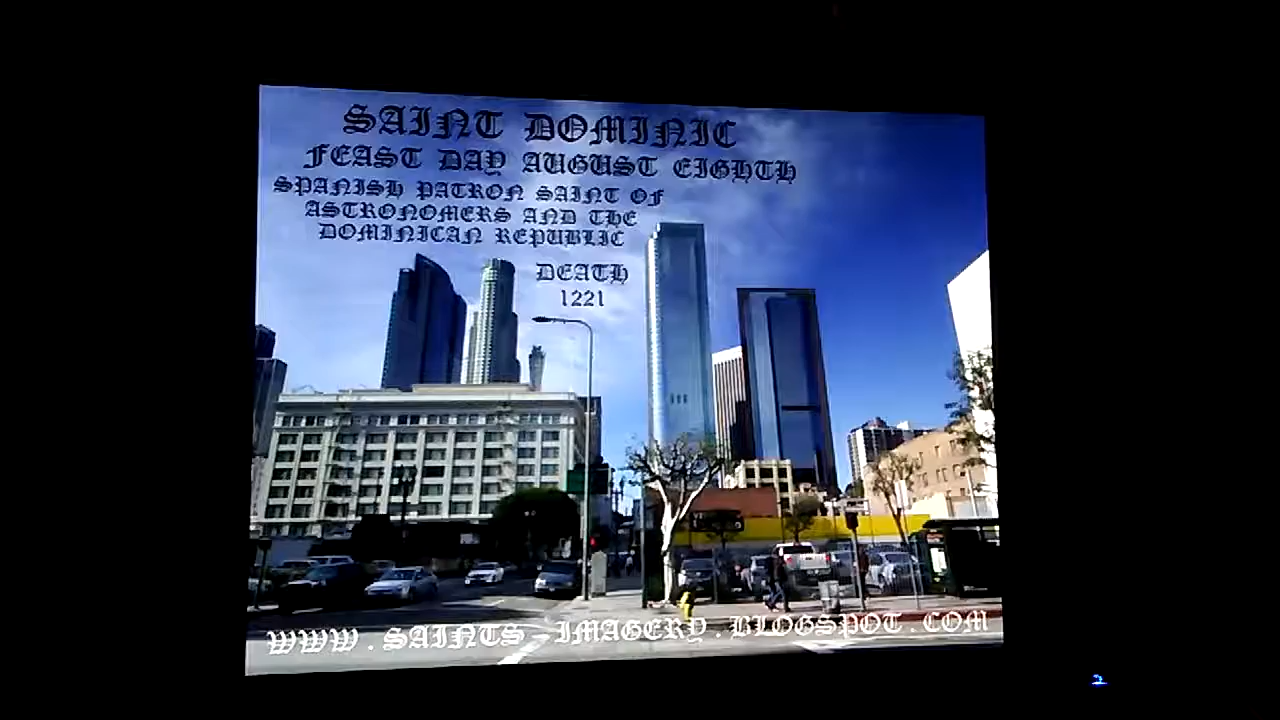 SAINT DOMINIC
FEAST DAY AUGUST EIGHTH
SPANISH PATRON SAINT OF
ASTRONOMERS AND THE
DOMINICAN REPUBLIC
DEATH
1221
WWW.SAINTS-IMAGERY.BLOGSPOT.COM